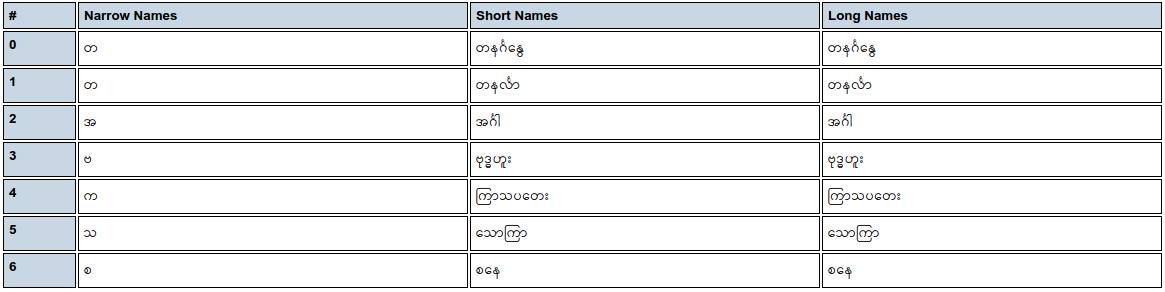 # Narrow Names Short Names Long Names
0 တ တနင်္ဂနွေ တနင်္ဂနွေ
1 တ တနင်္လာ တနင်္လာ
2 အ အင်္ဂါ အင်္ဂါ
3 ဗ ဗုဒ္ဓဟူး ဗုဒ္ဓဟူး
4 က ကြာသပတေး ကြာသပတေး
5 သ သောကြာ သောကြာ
6 စ စနေ စနေ